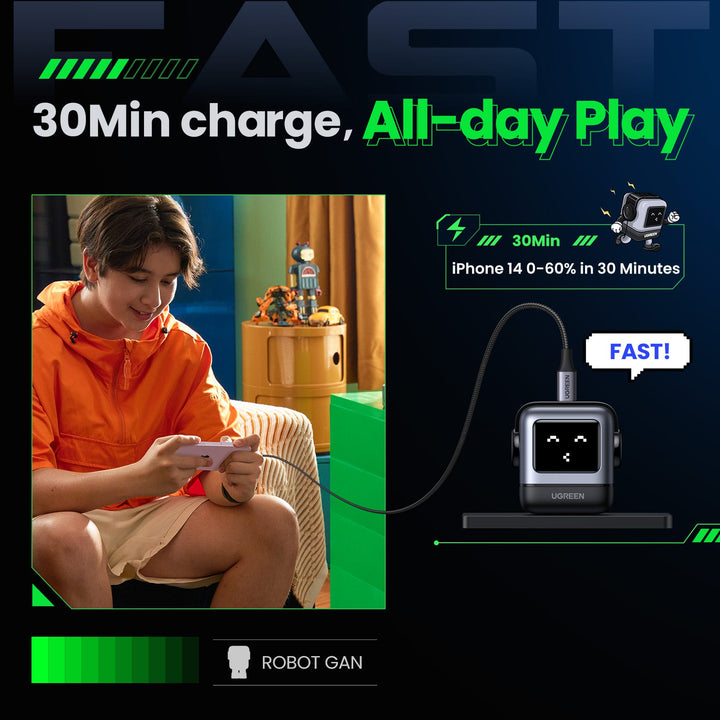 FAST
30Min charge, All-day Play
30Min
UGREEN
iPhone 14 0-60% in 30 Minutes
FAST!
UGREEN
UGREEN
ROBOT GAN